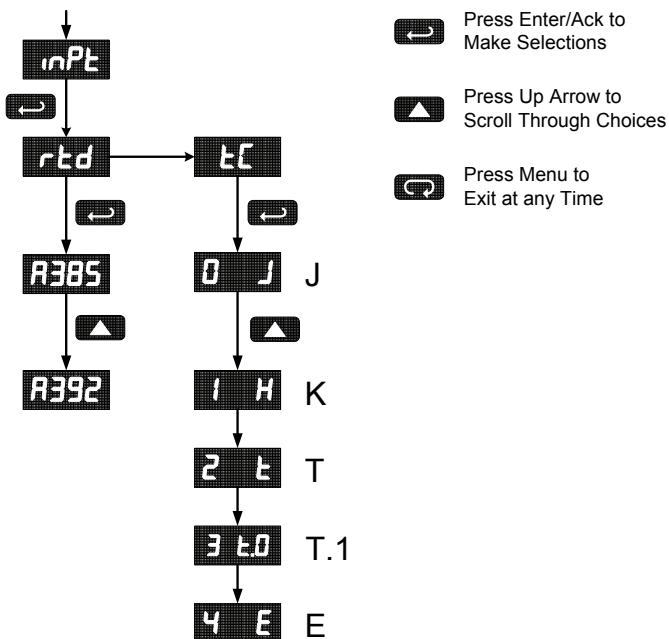 inPt
Press Enter/Ack to
Make Selections
rtd
tC
Press Up Arrow to
Scroll Through Choices
Press Menu to
Exit at any Time
A385
0 J
J
A392
1 H
K
2 t
T
3 t.0
T.1
4 E
E